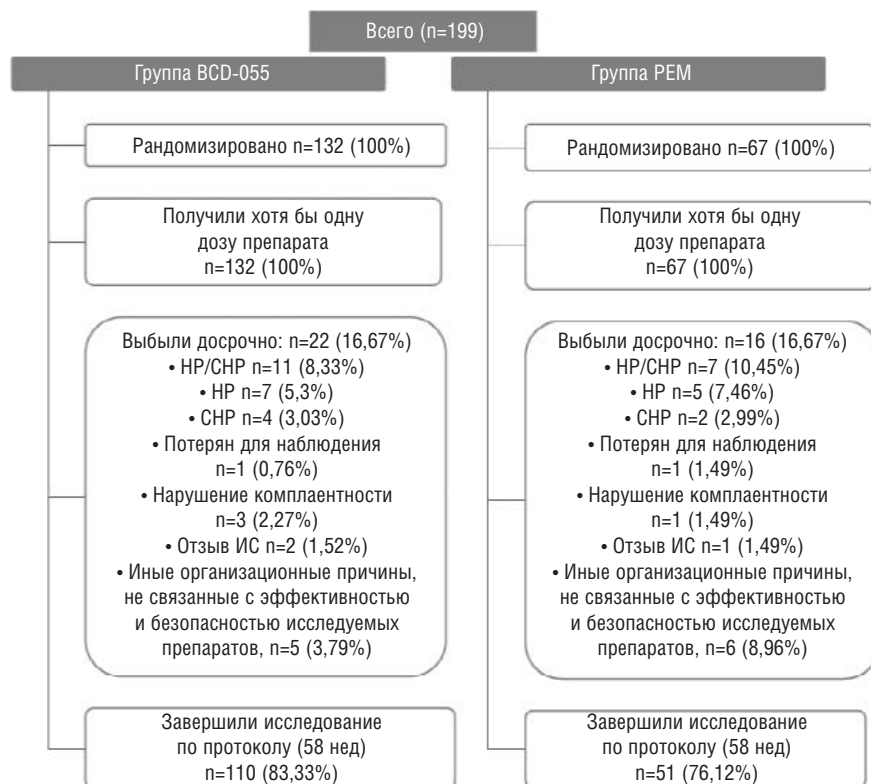 Всего (n=199)
Группа BCD-055
Рандомизировано n=132 (100%)
Получили хотя бы одну
дозу препарата
n=132 (100%)
Выбыли досрочно: n=22 (16,67%)
• НР/СНР n=11 (8,33%)
• НР n=7 (5,3%)
• СНР n=4 (3,03%)
• Потерян для наблюдения
n=1 (0,76%)
• Нарушение комплаентности
n=3 (2,27%)
• Отзыв ИС n=2 (1,52%)
• Иные организационные причины,
не связанные с эффективностью
и безопасностью исследуемых
препаратов, n=5 (3,79%)
Завершили исследование
по протоколу (58 нед)
n=110 (83,33%)
Группа РЕМ
Рандомизировано n=67 (100%)
Получили хотя бы одну
дозу препарата
n=67 (100%)
Выбыли досрочно: n=16 (16,67%)
• НР/СНР n=7 (10,45%)
• НР n=5 (7,46%)
• СНР n=2 (2,99%)
• Потерян для наблюдения
n=1 (1,49%)
• Нарушение комплаентности
n=1 (1,49%)
• Отзыв ИС n=1 (1,49%)
• Иные организационные причины,
не связанные с эффективностью
и безопасностью исследуемых
препаратов, n=6 (8,96%)
Завершили исследование
по протоколу (58 нед)
n=51 (76,12%)